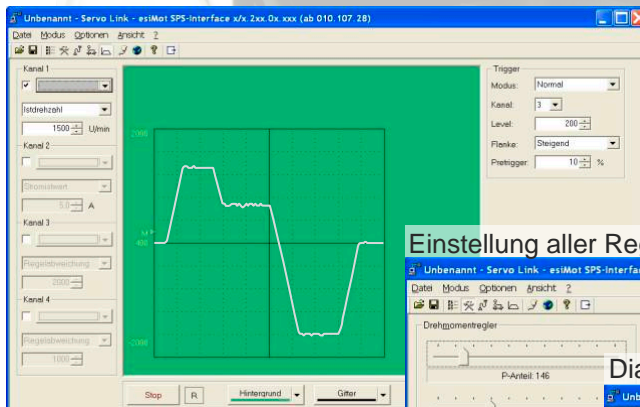 Unbenannt - Servo Link - esiMot SPS-Interface x/x.2xx.0x.xxx (ab 010.107.28)
Datei Modus Optionen Ansicht ?
Kanal 1
Istdrehzahl
1500 U/min
Kanal 2
Stromistwert
5.0 A
Kanal 3
Regelabweichung
2000
Kanal 4
Regelabweichung
1000
2000
M
400
-2000
Stop R Hintergrund Gitter
Trigger
Modus: Normal
Kanal: 3
Level: 200
Flanke: Steigend
Pretrigger: 10 %
Einstellung aller Re
Unbenannt - Servo Link - esiMot SPS-Interfa
Datei Modus Optionen Ansicht ?
Drehmomentregler
P-Anteil: 146
Dia
Unb